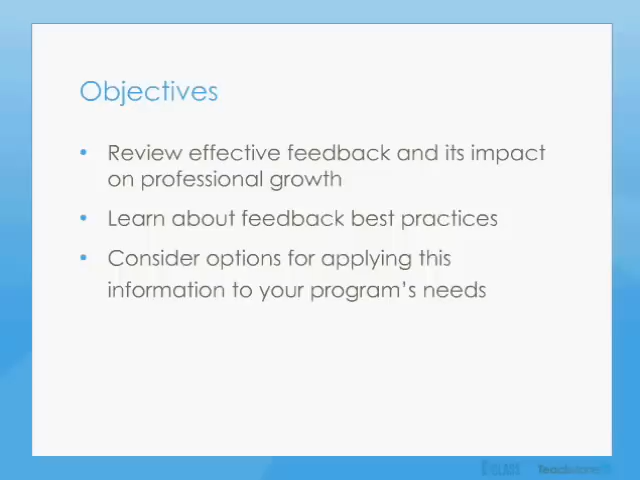 Objectives
• Review effective feedback and its impact
on professional growth
• Learn about feedback best practices
• Consider options for applying this
information to your program's needs